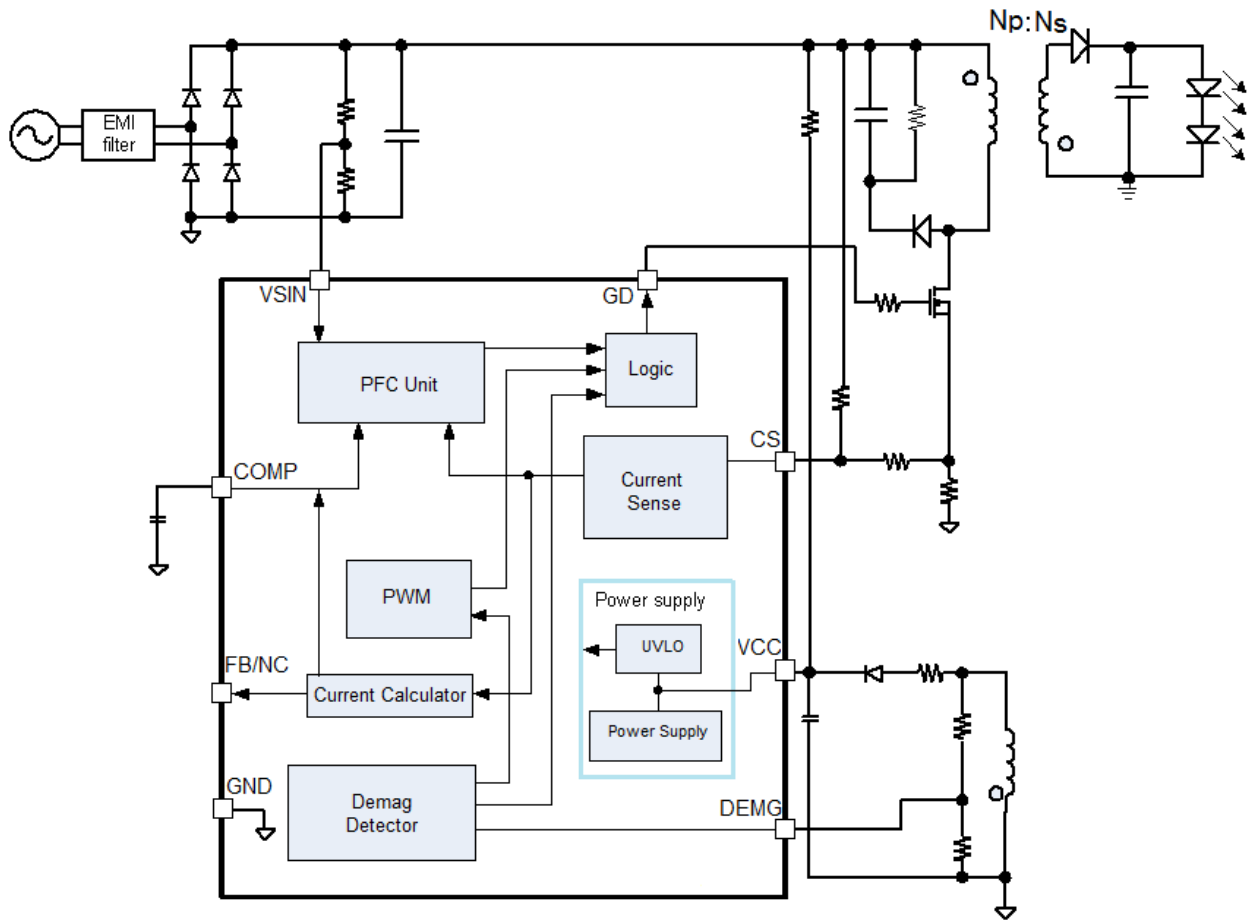 Np:Ns
EMI
filter
VSIN
GD
PFC Unit
Logic
COMP
CS
Current
Sense
PWM
Power supply
UVLO
VCC
FB/NC
Current Calculator
Power Supply
GND
Demag
Detector
DEMG